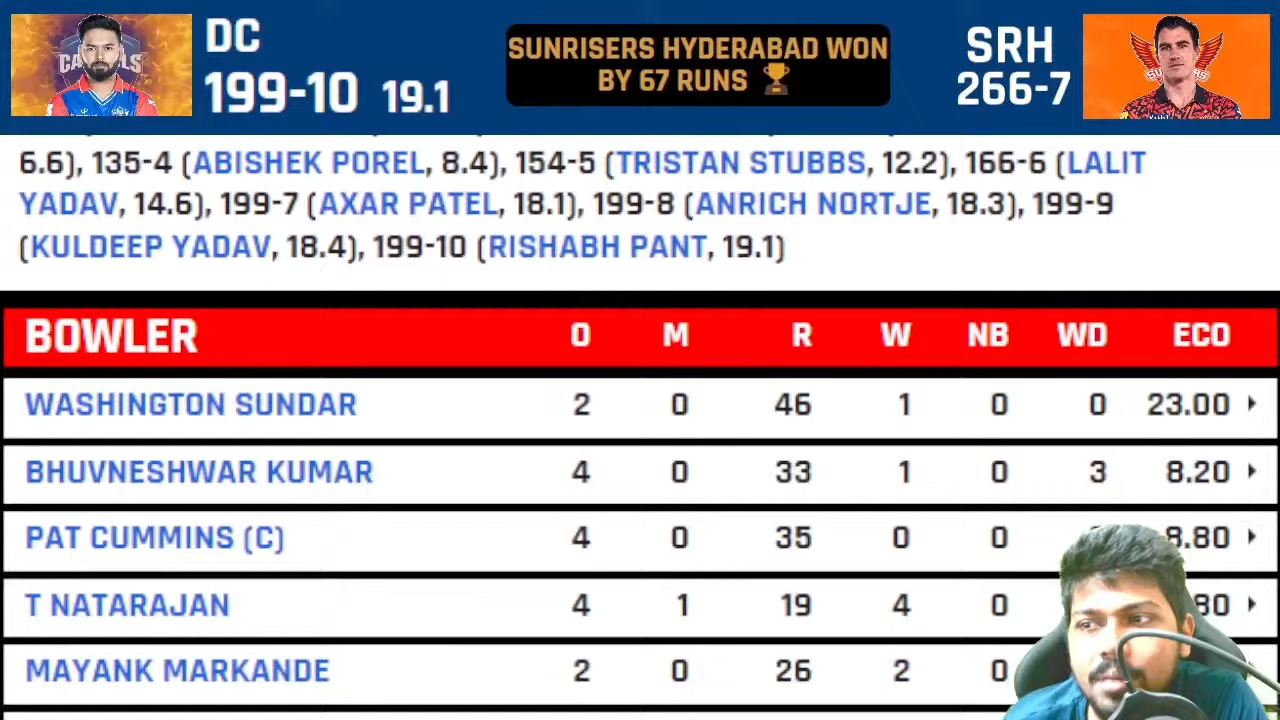 DC
199-10 19.1
SUNRISERS HYDERABAD WON
BY 67 RUNS
SRH
266-7
6.6), 135-4 (ABISHEK POREL, 8.4), 154-5 (TRISTAN STUBBS, 12.2), 166-6 (LALIT
YADAV, 14.6), 199-7 (AXAR PATEL, 18.1), 199-8 (ANRICH NORTJE, 18.3), 199-9
(KULDEEP YADAV, 18.4), 199-10 (RISHABH PANT, 19.1)
BOWLER O M R W NB WD ECO
WASHINGTON SUNDAR 2 0 46 1 0 0 23.00
BHUVNESHWAR KUMAR 4 0 33 1 0 3 8.20
PAT CUMMINS (C) 4 0 35 0 0 8.80
T NATARAJAN 4 1 19 4 0 80
MAYANK MARKANDE 2 0 26 2 0